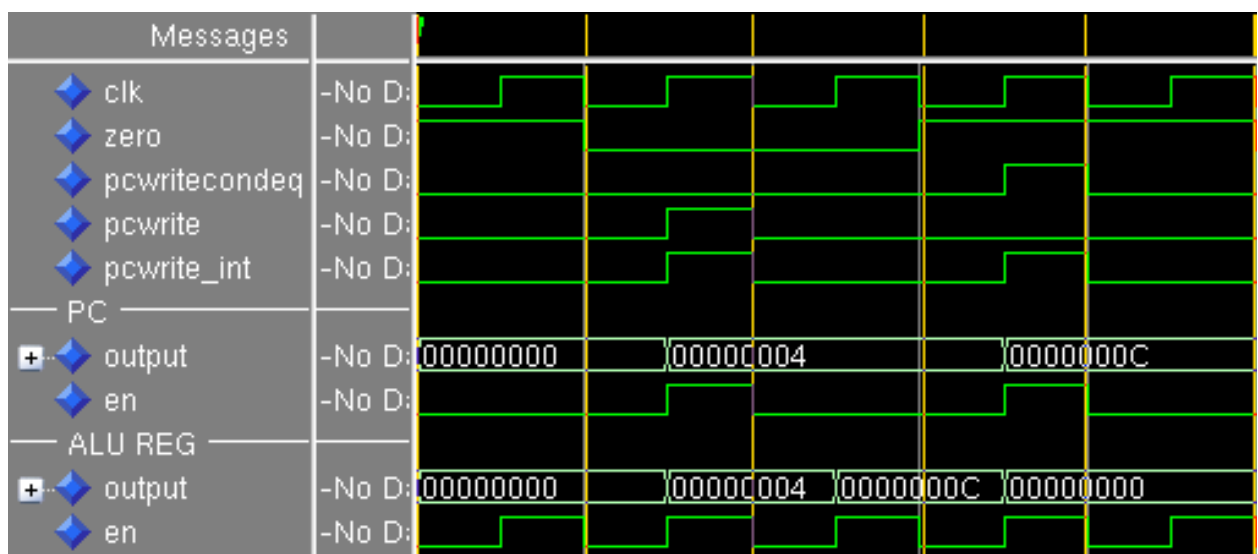 Messages
clk -No D:
zero -No D:
pcwritecondeq -No D:
pcwrite -No D:
pcwrite_int -No D:
PC
output -No D: 00000000 00000004 0000000C
en -No D:
ALU REG
output -No D: 00000000 00000004 0000000C 00000000
en -No D: